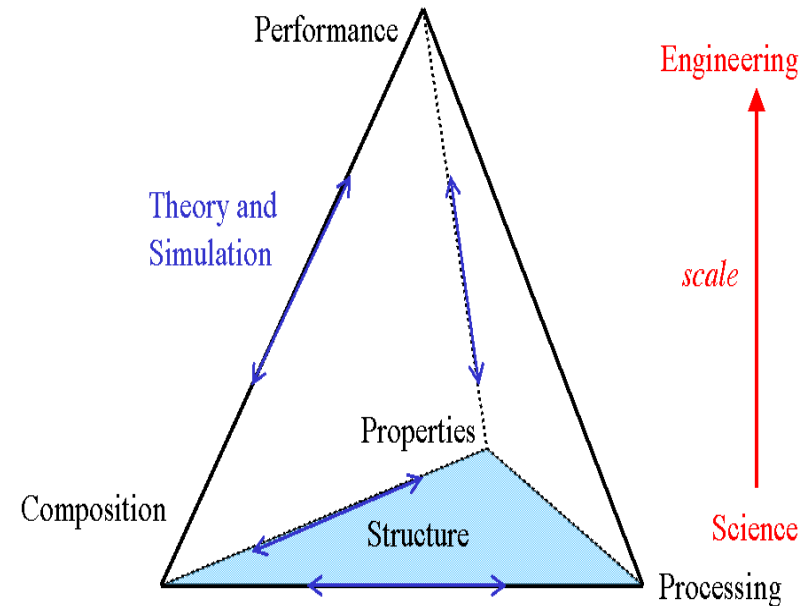 Performance
Engineering
Theory and
Simulation
scale
Properties
Composition
Structure
Science
Processing